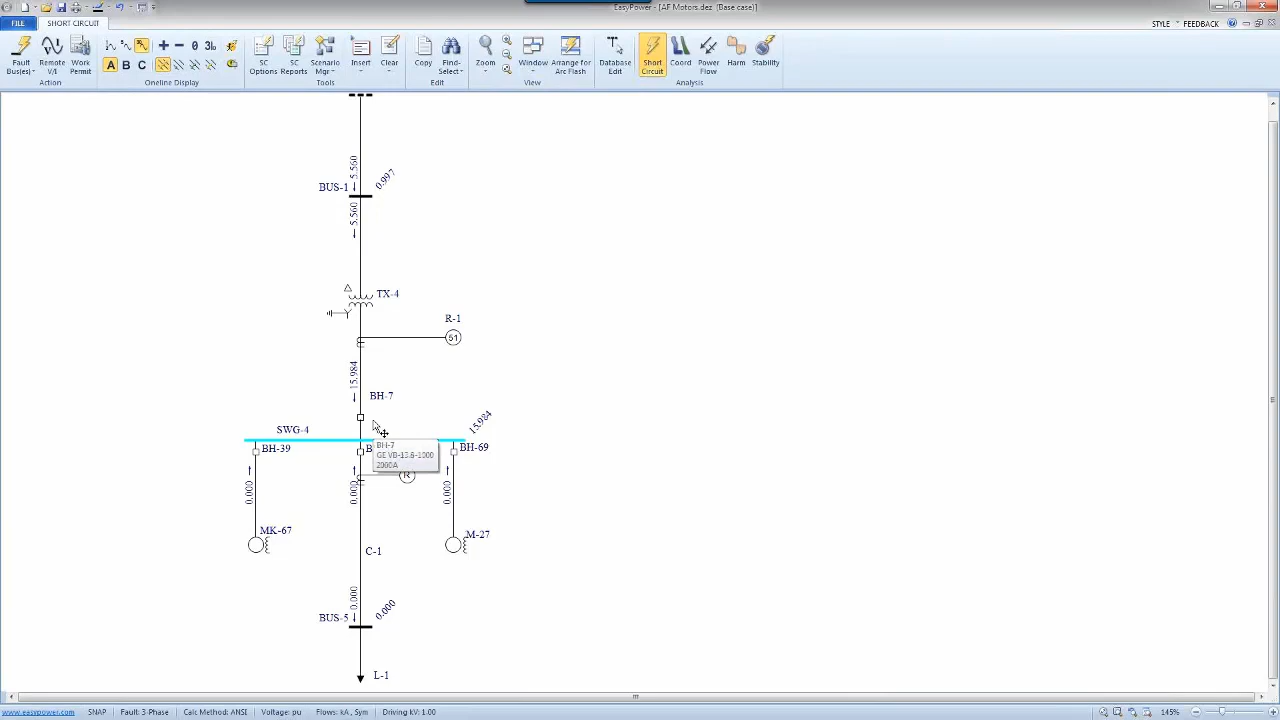 EasyPower - [AF Motors.dez (Base case)]
FILE
SHORT CIRCUIT
STYLE
FEEDBACK
Fault Bus(es)
Remote V/I
Work Permit
A B C
0 3I₀
SC Options
SC Reports
Scenario Mgr
Insert
Clear
Copy
Find-Select
Zoom
Window
Arrange for Arc Flash
Database Edit
Short Circuit
Coord
Power Flow
Harm
Stability
Action
Oneline Display
Tools
Edit
View
Analysis
5.560
BUS-1
0.997
5.560
TX-4
R-1
51
15.984
BH-7
SWG-4
15.984
BH-39
B
BH-69
BH-7
GE VB-13.8-1000
2000A
R
0.000
0.000
0.000
MK-67
M-27
C-1
0.000
BUS-5
0.000
L-1
www.easypower.com
SNAP
Fault: 3-Phase
Calc Method: ANSI
Voltage: pu
Flows: kA , Sym
Driving kV: 1.00
145%